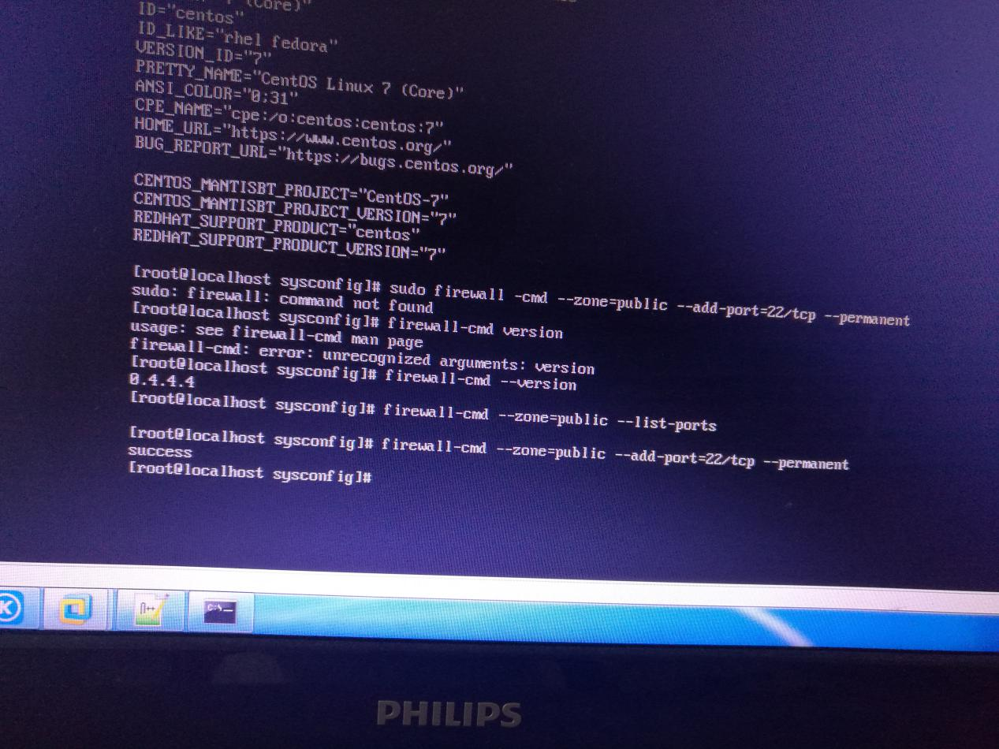 (Core)"
ID="centos"
ID_LIKE="rhel fedora"
VERSION_ID="7"
PRETTY_NAME="CentOS Linux 7 (Core)"
ANSI_COLOR="0;31"
CPE_NAME="cpe:/o:centos:centos:7"
HOME_URL="https://www.centos.org/"
BUG_REPORT_URL="https://bugs.centos.org/"
CENTOS_MANTISBT_PROJECT="CentOS-7"
CENTOS_MANTISBT_PROJECT_VERSION="7"
REDHAT_SUPPORT_PRODUCT="centos"
REDHAT_SUPPORT_PRODUCT_VERSION="7"
[root@localhost sysconfig]# sudo firewall -cmd --zone=public --add-port=22/tcp --permanent
sudo: firewall: command not found
[root@localhost sysconfig]# firewall-cmd version
usage: see firewall-cmd man page
firewall-cmd: error: unrecognized arguments: version
[root@localhost sysconfig]# firewall-cmd --version
0.4.4.4
[root@localhost sysconfig]# firewall-cmd --zone=public --list-ports
[root@localhost sysconfig]# firewall-cmd --zone=public --add-port=22/tcp --permanent
success
[root@localhost sysconfig]#
K
C:\
PHILIPS